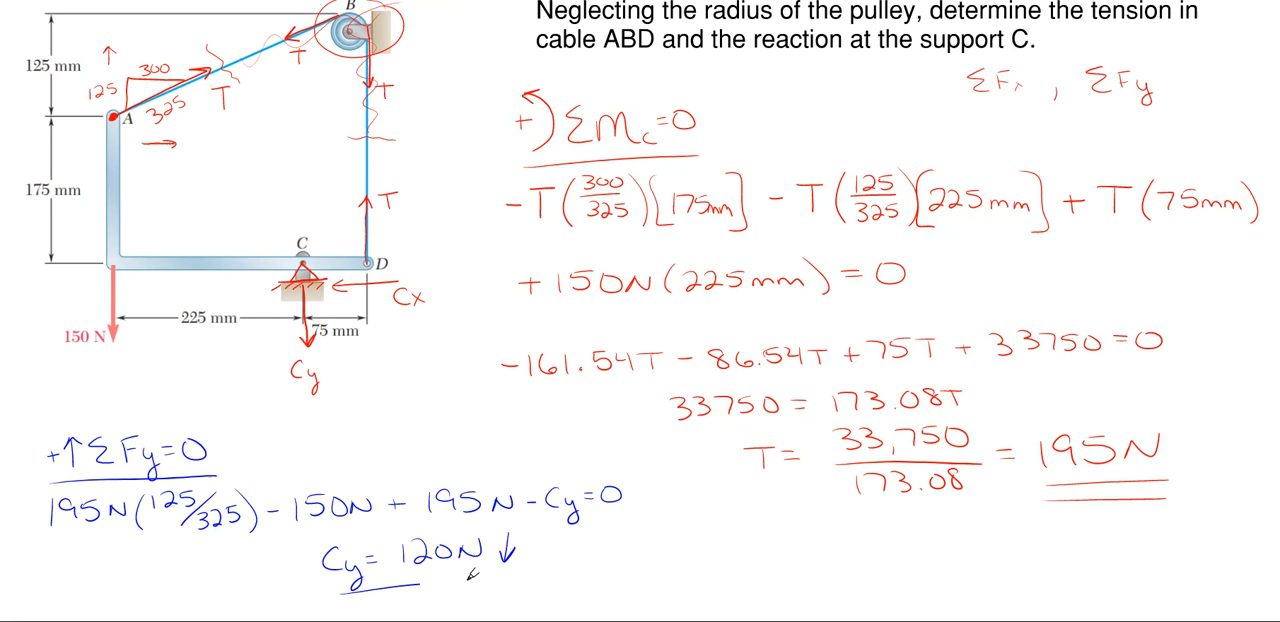 Neglecting the radius of the pulley, determine the tension in
cable ABD and the reaction at the support C.
ΣFx , ΣFy
B
125 mm
↑ 300
125
325
T
T
T
A
→
175 mm
T
C
D
Cx
225 mm
75 mm
150 N
Cy
+) ΣMc=0
-T(300/325)[175mm] - T(125/325)[225mm] + T(75mm)
+150N(225mm) = 0
-161.54T - 86.54T + 75T + 33750 = 0
33750 = 173.08T
T = 33,750/173.08 = 195N
+↑ΣFy=0
195N(125/325) - 150N + 195N - Cy=0
Cy= 120N ↓